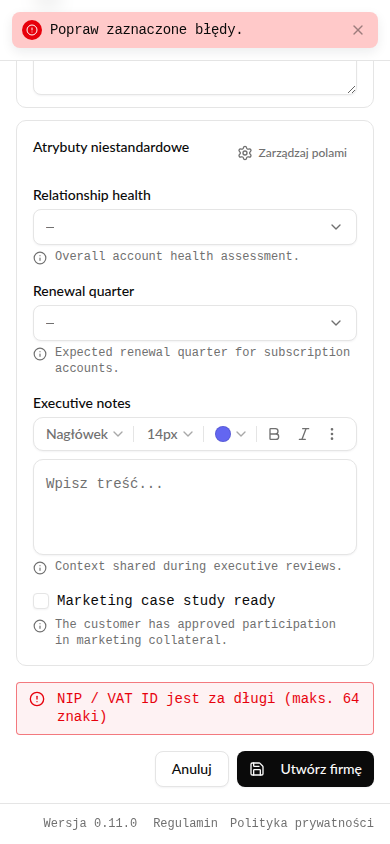 Popraw zaznaczone błędy.
Atrybuty niestandardowe
Zarządzaj polami
Relationship health
—
Overall account health assessment.
Renewal quarter
—
Expected renewal quarter for subscription
accounts.
Executive notes
Nagłówek 14px B I
Wpisz treść...
Context shared during executive reviews.
Marketing case study ready
The customer has approved participation
in marketing collateral.
NIP / VAT ID jest za długi (maks. 64
znaki)
Anuluj Utwórz firmę
Wersja 0.11.0 Regulamin Polityka prywatności